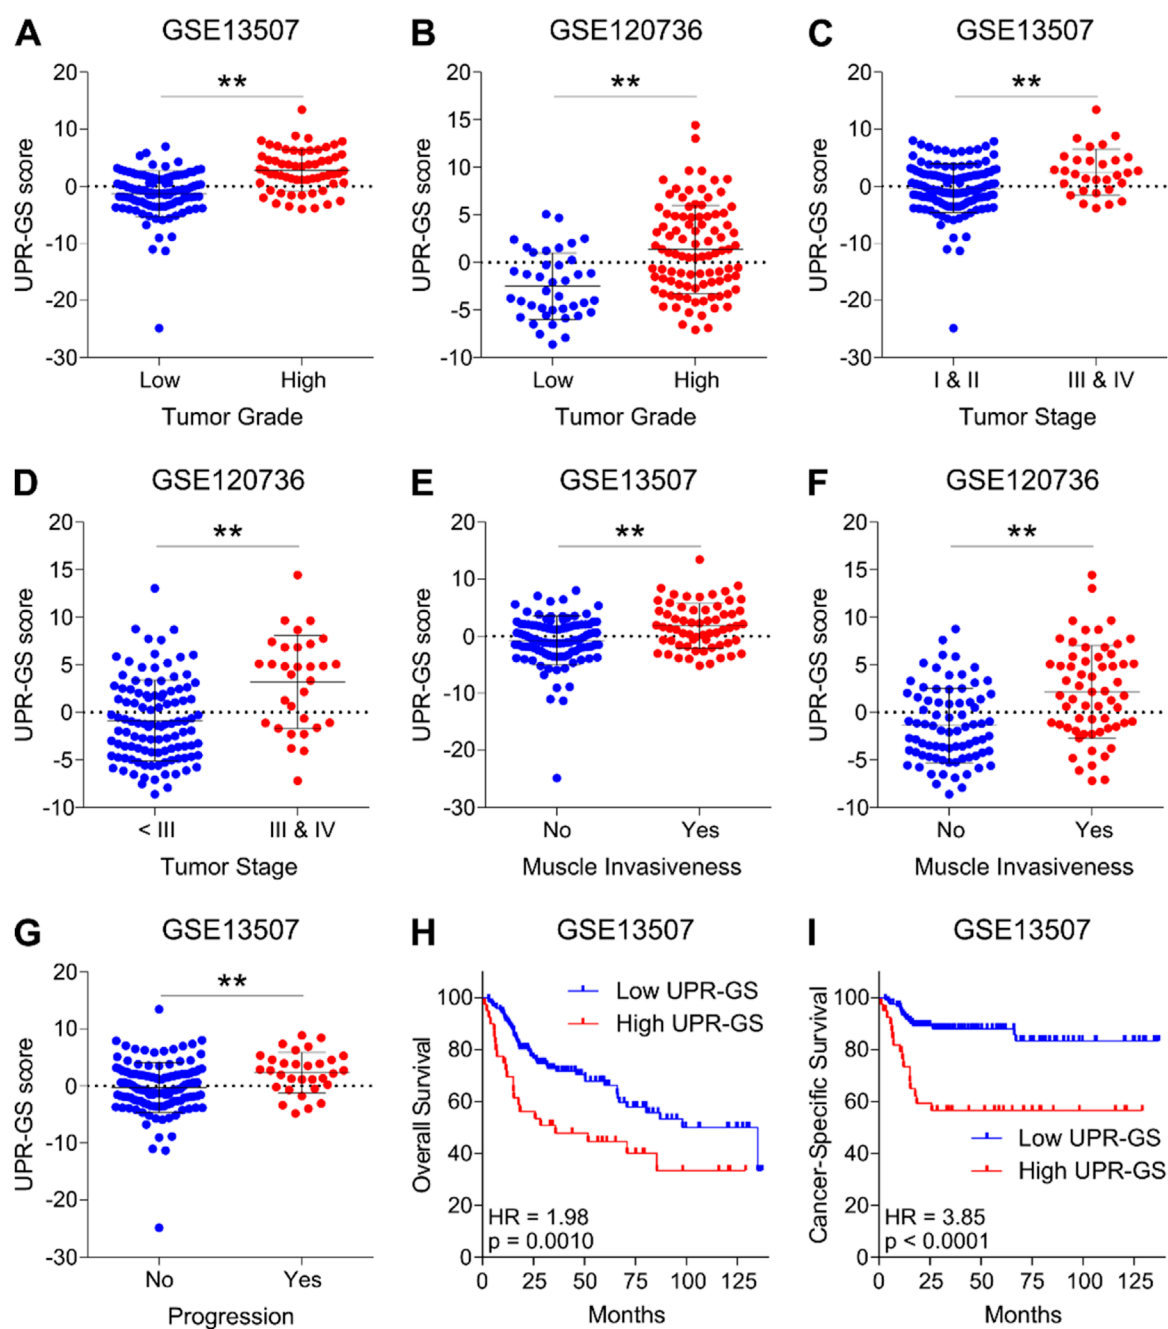 A GSE13507
**
UPR-GS score
20
10
0
-10
-20
-30
Low High
Tumor Grade
B GSE120736
**
UPR-GS score
20
15
10
5
0
-5
-10
Low High
Tumor Grade
C GSE13507
**
UPR-GS score
20
10
0
-10
-20
-30
I & II III & IV
Tumor Stage
D GSE120736
**
UPR-GS score
20
15
10
5
0
-5
-10
< III III & IV
Tumor Stage
E GSE13507
**
UPR-GS score
20
10
0
-10
-20
-30
No Yes
Muscle Invasiveness
F GSE120736
**
UPR-GS score
20
15
10
5
0
-5
-10
No Yes
Muscle Invasiveness
G GSE13507
**
UPR-GS score
20
10
0
-10
-20
-30
No Yes
Progression
H GSE13507
Low UPR-GS
High UPR-GS
Overall Survival
100
80
60
40
20
0
HR = 1.98
p = 0.0010
0 25 50 75 100 125
Months
I GSE13507
Cancer-Specific Survival
100
80
60
40
20
0
Low UPR-GS
High UPR-GS
HR = 3.85
p < 0.0001
0 25 50 75 100 125
Months